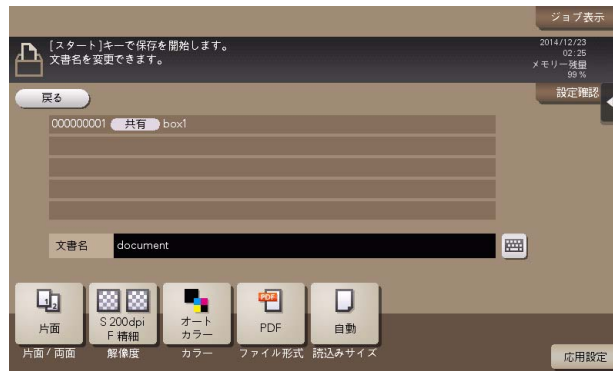 ジョブ表示
[スタート]キーで保存を開始します。
文書名を変更できます。
2014/12/23
02:25
メモリー残量
99 %
戻る
設定確認
000000001 共有 box1
文書名 document
片面
S 200dpi
F 精細
オート
カラー
PDF
PDF
自動
片面 / 両面
解像度
カラー
ファイル形式
読込みサイズ
応用設定